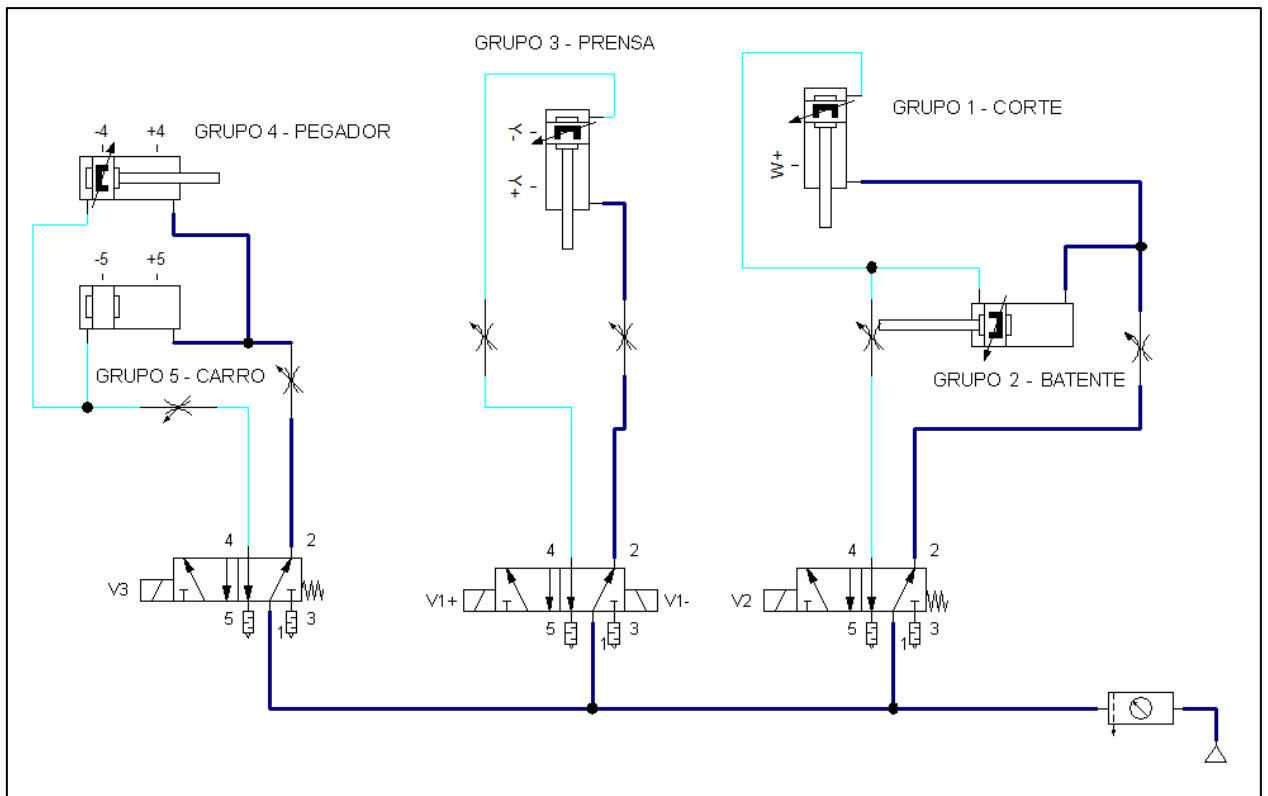 GRUPO 3 - PRENSA
GRUPO 1 - CORTE
GRUPO 4 - PEGADOR
-4
+4
Y-
Y+
W+
-5
+5
GRUPO 5 - CARRO
GRUPO 2 - BATENTE
4
2
V3
5
1
3
4
2
V1+
V1-
5
1
3
4
2
V2
5
1
3